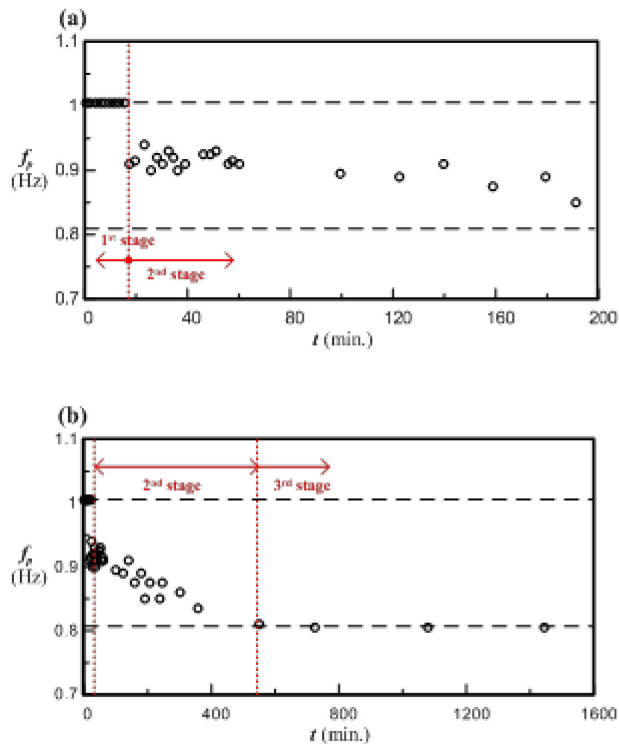 (a)
1.1
1
0.9
0.8
0.7
f_p
(Hz)
1st stage
2nd stage
0 40 80 120 160 200
t (min.)
(b)
1.1
1
0.9
0.8
0.7
f_p
(Hz)
2nd stage 3rd stage
0 400 800 1200 1600
t (min.)